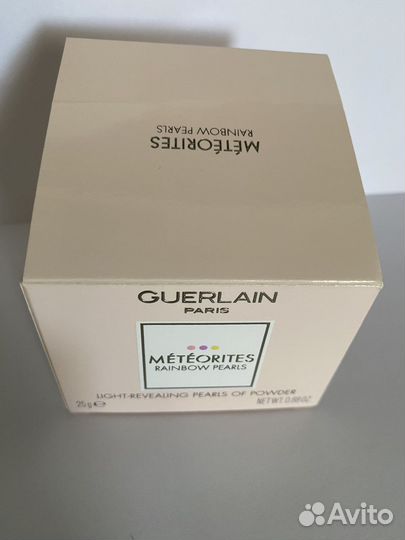 MÉTÉORITES
RAINBOW PEARLS
GUERLAIN
PARIS
MÉTÉORITES
RAINBOW PEARLS
LIGHT-REVEALING PEARLS OF POWDER
25 g ℮ NET WT. 0.88 OZ.
Avito